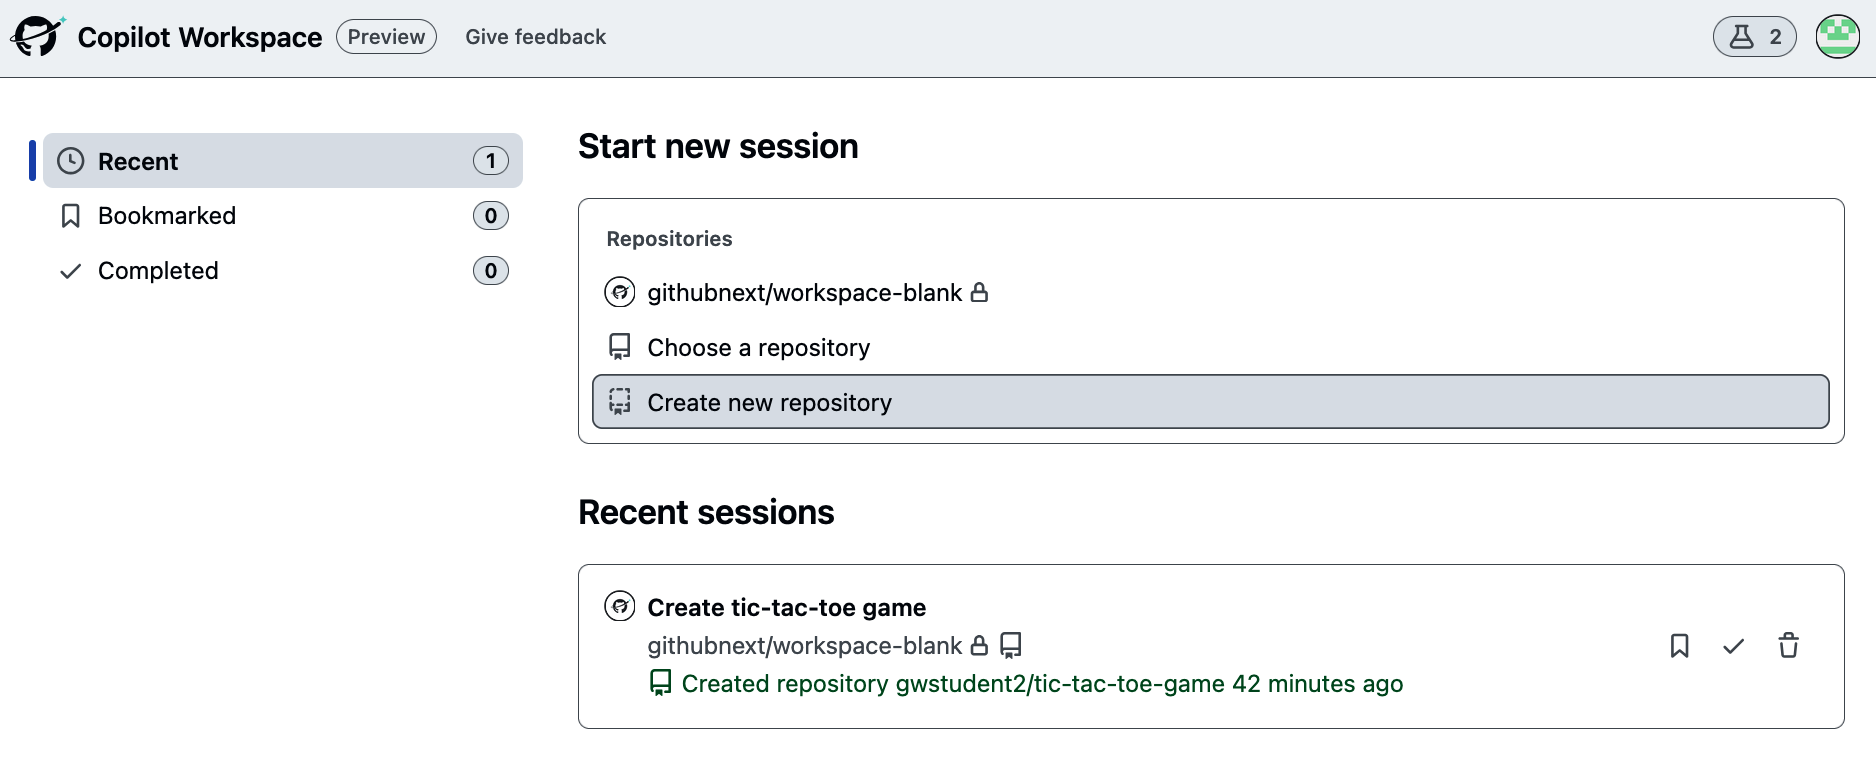 Copilot Workspace Preview Give feedback 2
Recent 1
Bookmarked 0
Completed 0
Start new session
Repositories
githubnext/workspace-blank
Choose a repository
Create new repository
Recent sessions
Create tic-tac-toe game
githubnext/workspace-blank
Created repository gwstudent2/tic-tac-toe-game 42 minutes ago